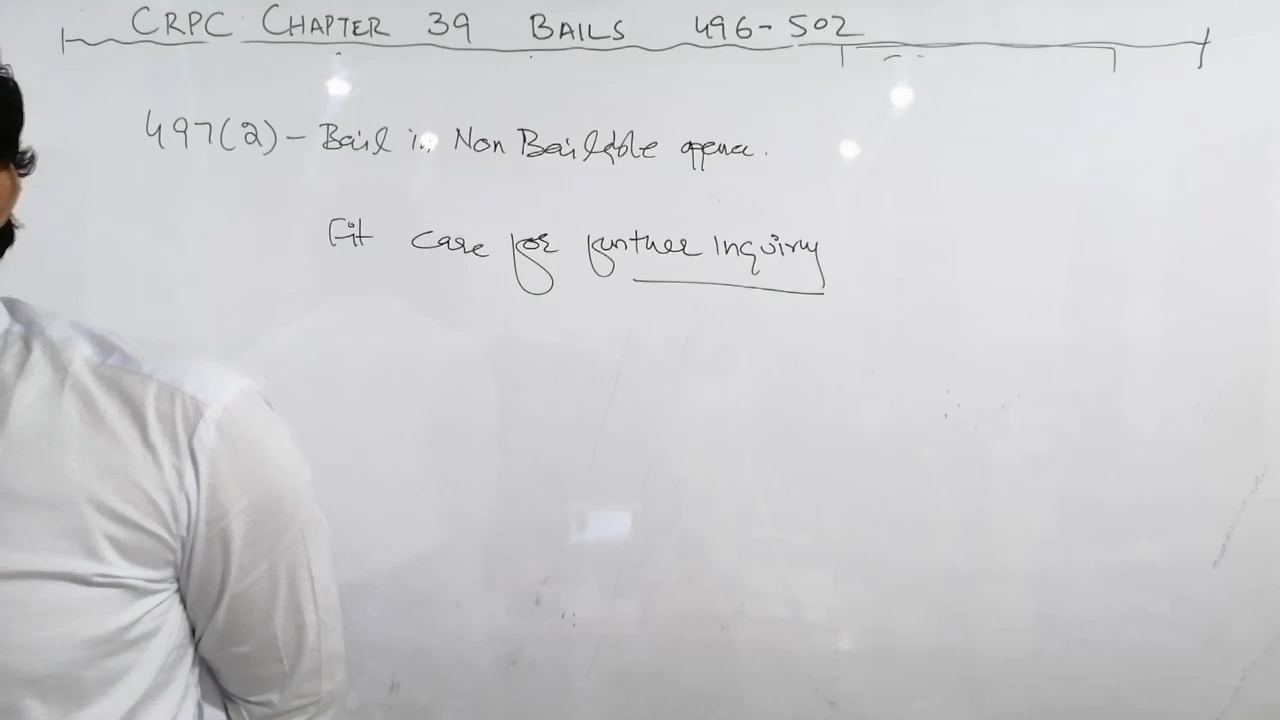 CRPC CHAPTER 39 BAILS 496-502
497(2) - Bail in Non Bailable offence.
Fit case for further Inquiry